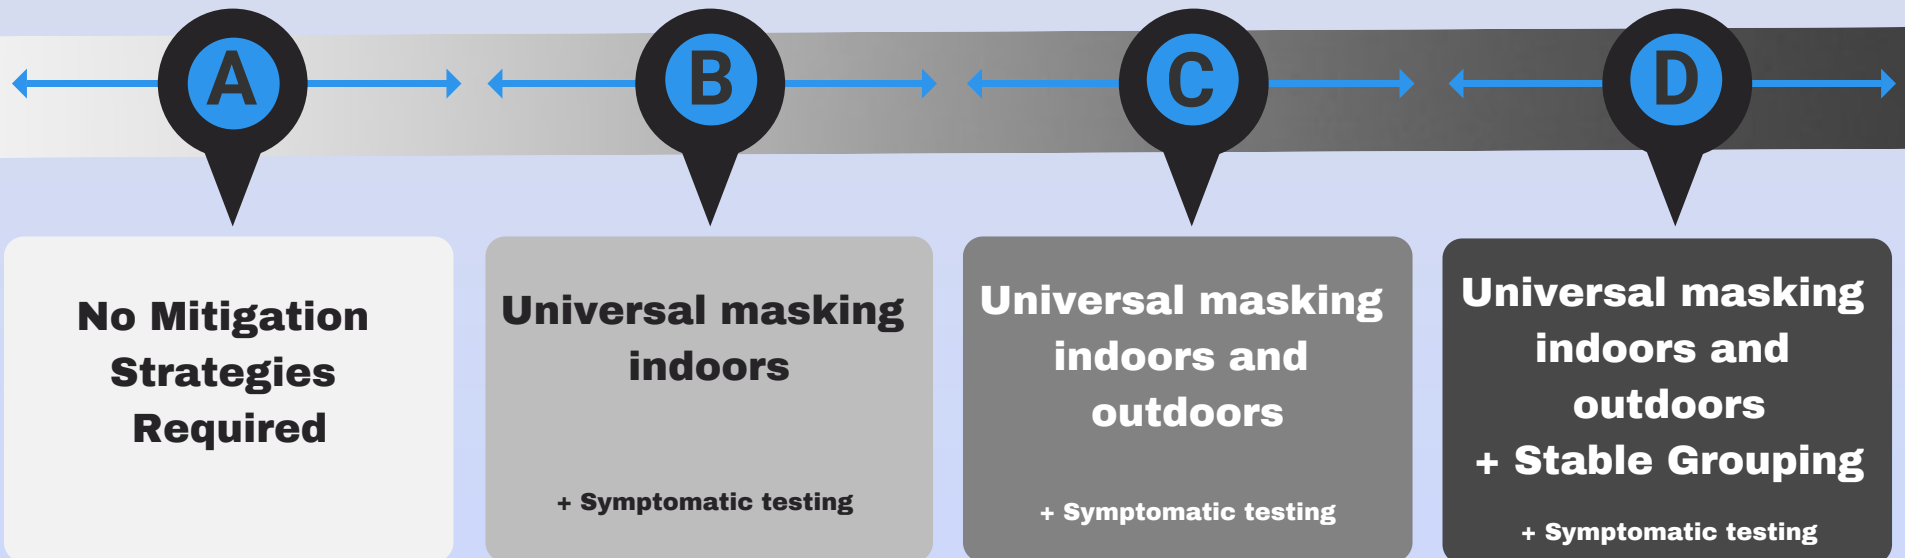 A
B
C
D
No Mitigation
Strategies
Required
Universal masking
indoors
+ Symptomatic testing
Universal masking
indoors and
outdoors
+ Symptomatic testing
Universal masking
indoors and
outdoors
+ Stable Grouping
+ Symptomatic testing